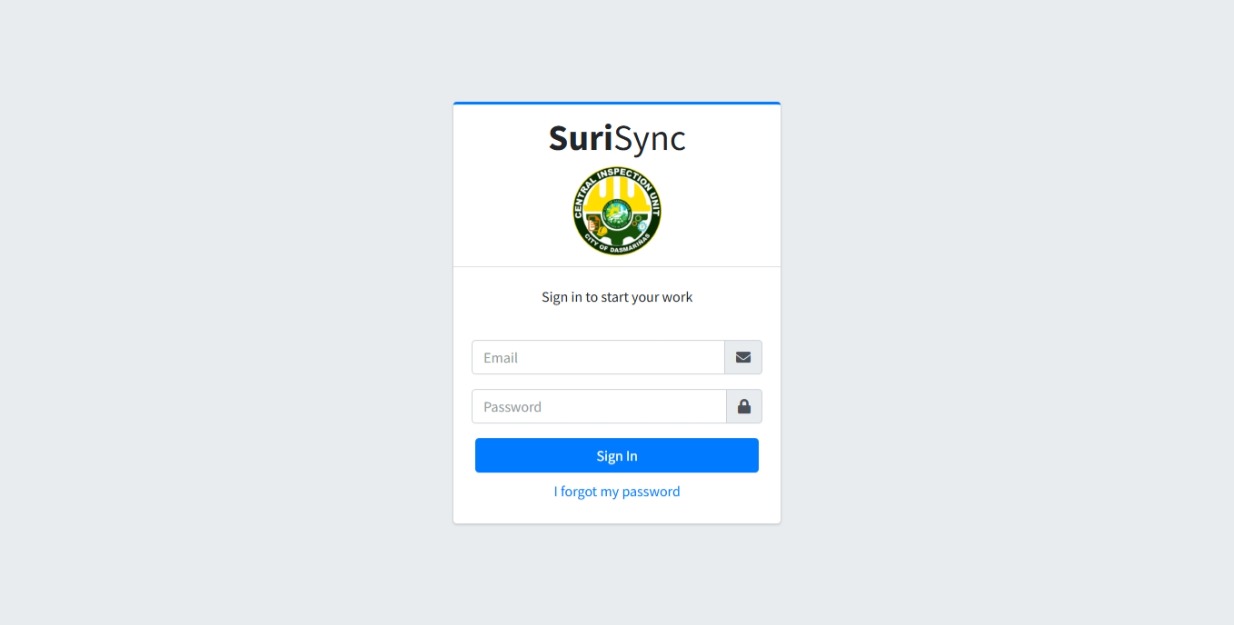 SuriSync
CENTRAL INSPECTION UNIT
CITY OF DASMARIÑAS
Sign in to start your work
Email
Password
Sign In
I forgot my password